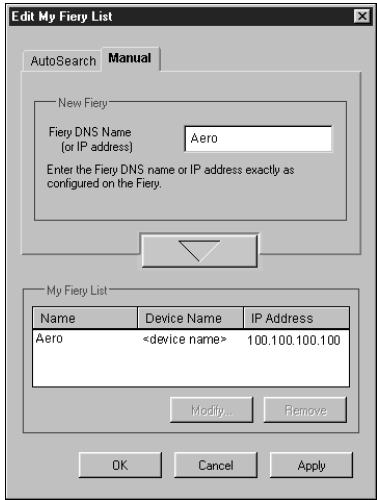 Edit My Fiery List
AutoSearch Manual
New Fiery
Fiery DNS Name
(or IP address)
Aero
Enter the Fiery DNS name or IP address exactly as
configured on the Fiery.
My Fiery List
Name Device Name IP Address
Aero <device name> 100.100.100.100
Modify... Remove
OK Cancel Apply